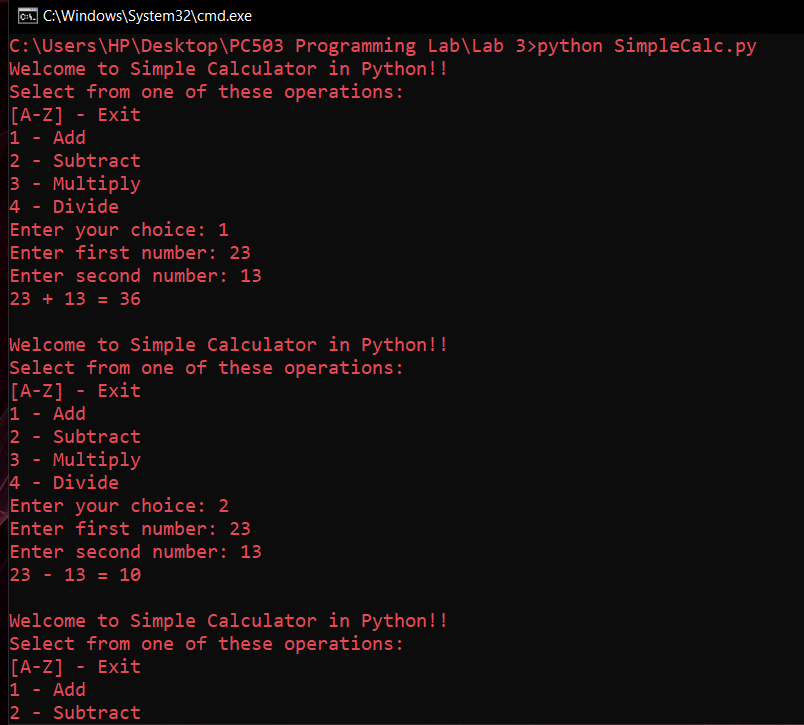 C:\Windows\System32\cmd.exe
C:\Users\HP\Desktop\PC503 Programming Lab\Lab 3>python SimpleCalc.py
Welcome to Simple Calculator in Python!!
Select from one of these operations:
[A-Z] - Exit
1 - Add
2 - Subtract
3 - Multiply
4 - Divide
Enter your choice: 1
Enter first number: 23
Enter second number: 13
23 + 13 = 36

Welcome to Simple Calculator in Python!!
Select from one of these operations:
[A-Z] - Exit
1 - Add
2 - Subtract
3 - Multiply
4 - Divide
Enter your choice: 2
Enter first number: 23
Enter second number: 13
23 - 13 = 10

Welcome to Simple Calculator in Python!!
Select from one of these operations:
[A-Z] - Exit
1 - Add
2 - Subtract